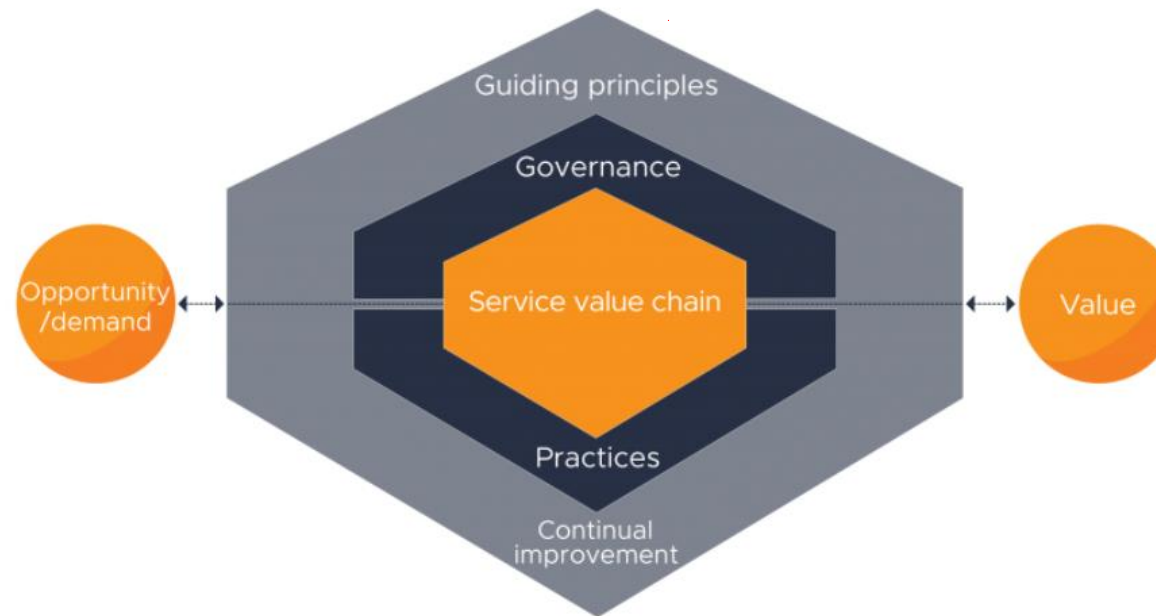 Guiding principles
Governance
Opportunity
/demand
Service value chain
Value
Practices
Continual
improvement